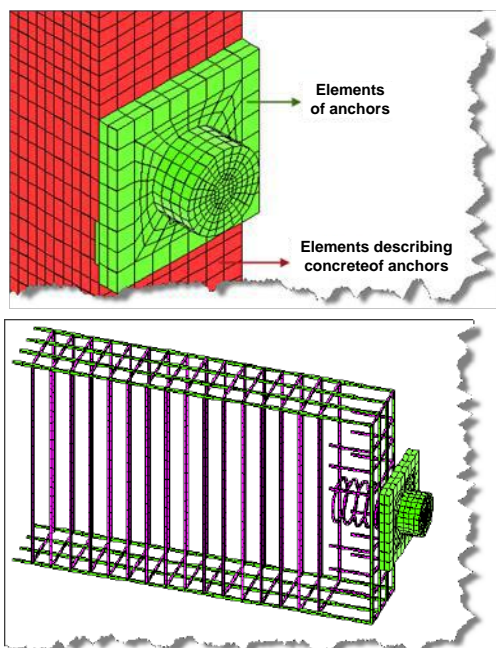 Elements
of anchors
Elements describing
concreteof anchors